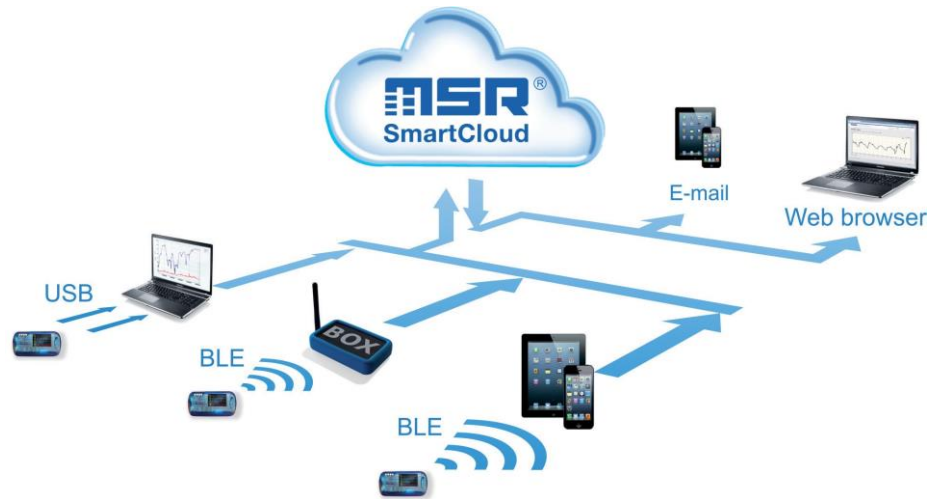 MSR®
SmartCloud
E-mail
Web browser
USB
BOX
BLE
BLE